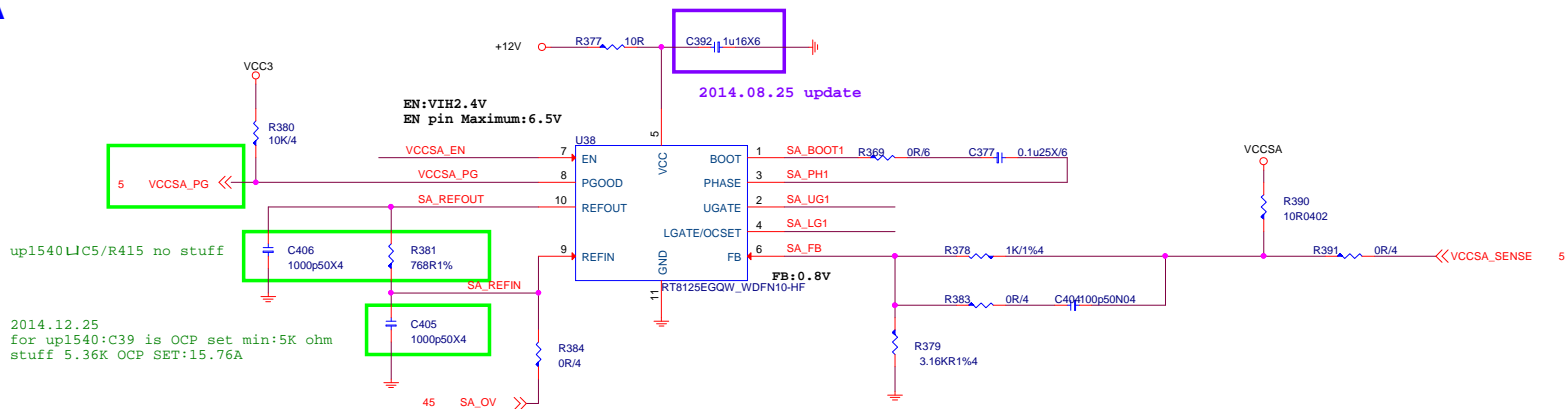 A
+12V
R377
10R
C392
1u16X6
2014.08.25 update
VCC3
R380
10K/4
EN:VIH2.4V
EN pin Maximum:6.5V
5 VCCSA_PG
VCCSA_EN
VCCSA_PG
SA_REFOUT
SA_REFIN
U38
7 EN
8 PGOOD
10 REFOUT
9 REFIN
5 VCC
GND 11
BOOT 1
PHASE 3
UGATE 2
LGATE/OCSET 4
FB 6
FB:0.8V
RT8125EGQW_WDFN10-HF
SA_BOOT1
SA_PH1
SA_UG1
SA_LG1
SA_FB
R369
0R/6
C377
0.1u25X/6
VCCSA
R390
10R0402
R378
1K/1%4
R391
0R/4
VCCSA_SENSE 5
R383
0R/4
C404
100p50N04
R379
3.16KR1%4
C406
1000p50X4
R381
768R1%
C405
1000p50X4
R384
0R/4
45 SA_OV
C5/R415 no stuff
2014.12.25
for up1540:C39 is OCP set min:5K ohm
stuff 5.36K OCP SET:15.76A